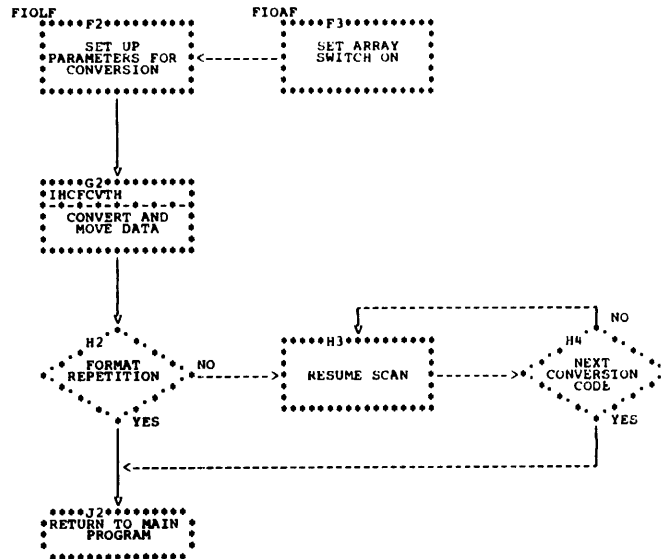 FIOLF
F2
SET UP
PARAMETERS FOR
CONVERSION
FIOAF
F3
SET ARRAY
SWITCH ON
G2
IHCFCVTH
CONVERT AND
MOVE DATA
H2
FORMAT
REPETITION
NO
YES
H3
RESUME SCAN
H4
NEXT
CONVERSION
CODE
NO
YES
J2
RETURN TO MAIN
PROGRAM